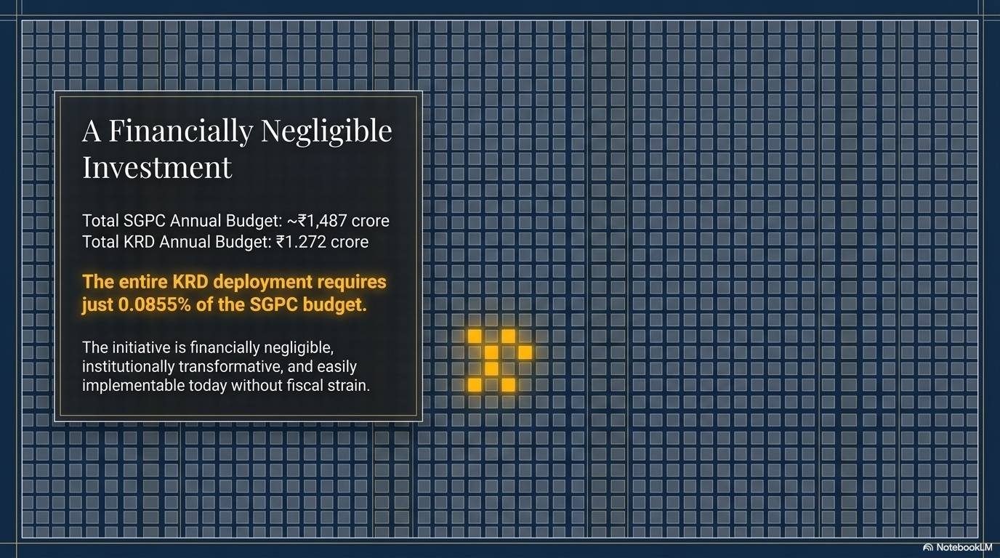 A Financially Negligible
Investment
Total SGPC Annual Budget: ~₹1,487 crore
Total KRD Annual Budget: ₹1.272 crore
The entire KRD deployment requires
just 0.0855% of the SGPC budget.
The initiative is financially negligible,
institutionally transformative, and easily
implementable today without fiscal strain.
NotebookLM